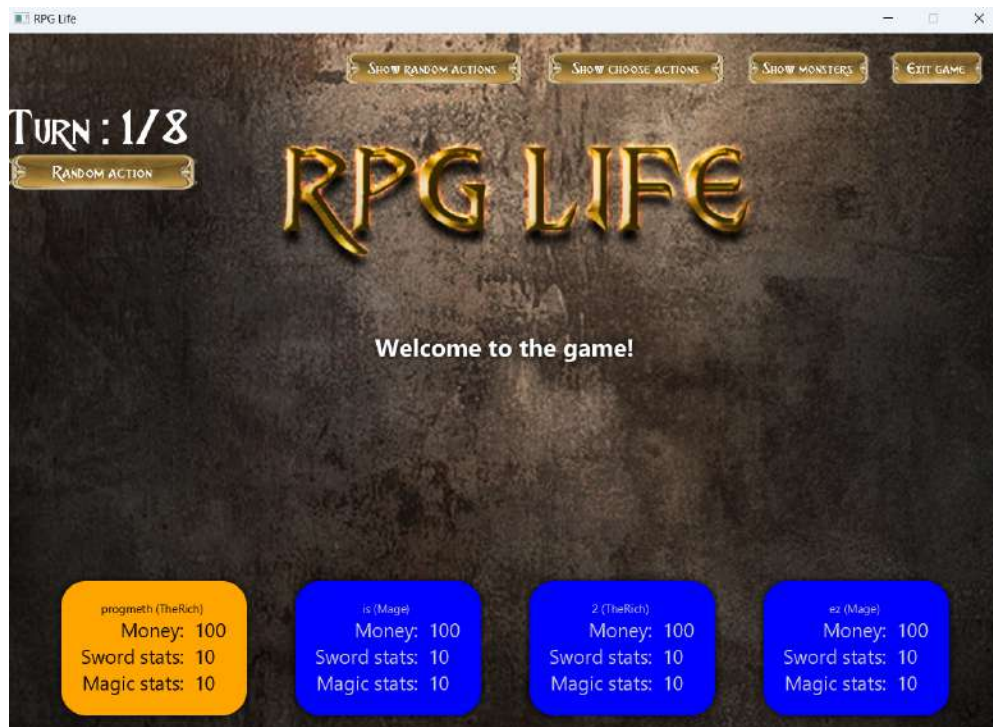 RPG Life
Show random actions Show choose actions Show monsters Exit game
Turn : 1/8
Random action
RPG LIFE
Welcome to the game!
progmeth (TheRich)
Money: 100
Sword stats: 10
Magic stats: 10
is (Mage)
Money: 100
Sword stats: 10
Magic stats: 10
2 (TheRich)
Money: 100
Sword stats: 10
Magic stats: 10
ez (Mage)
Money: 100
Sword stats: 10
Magic stats: 10